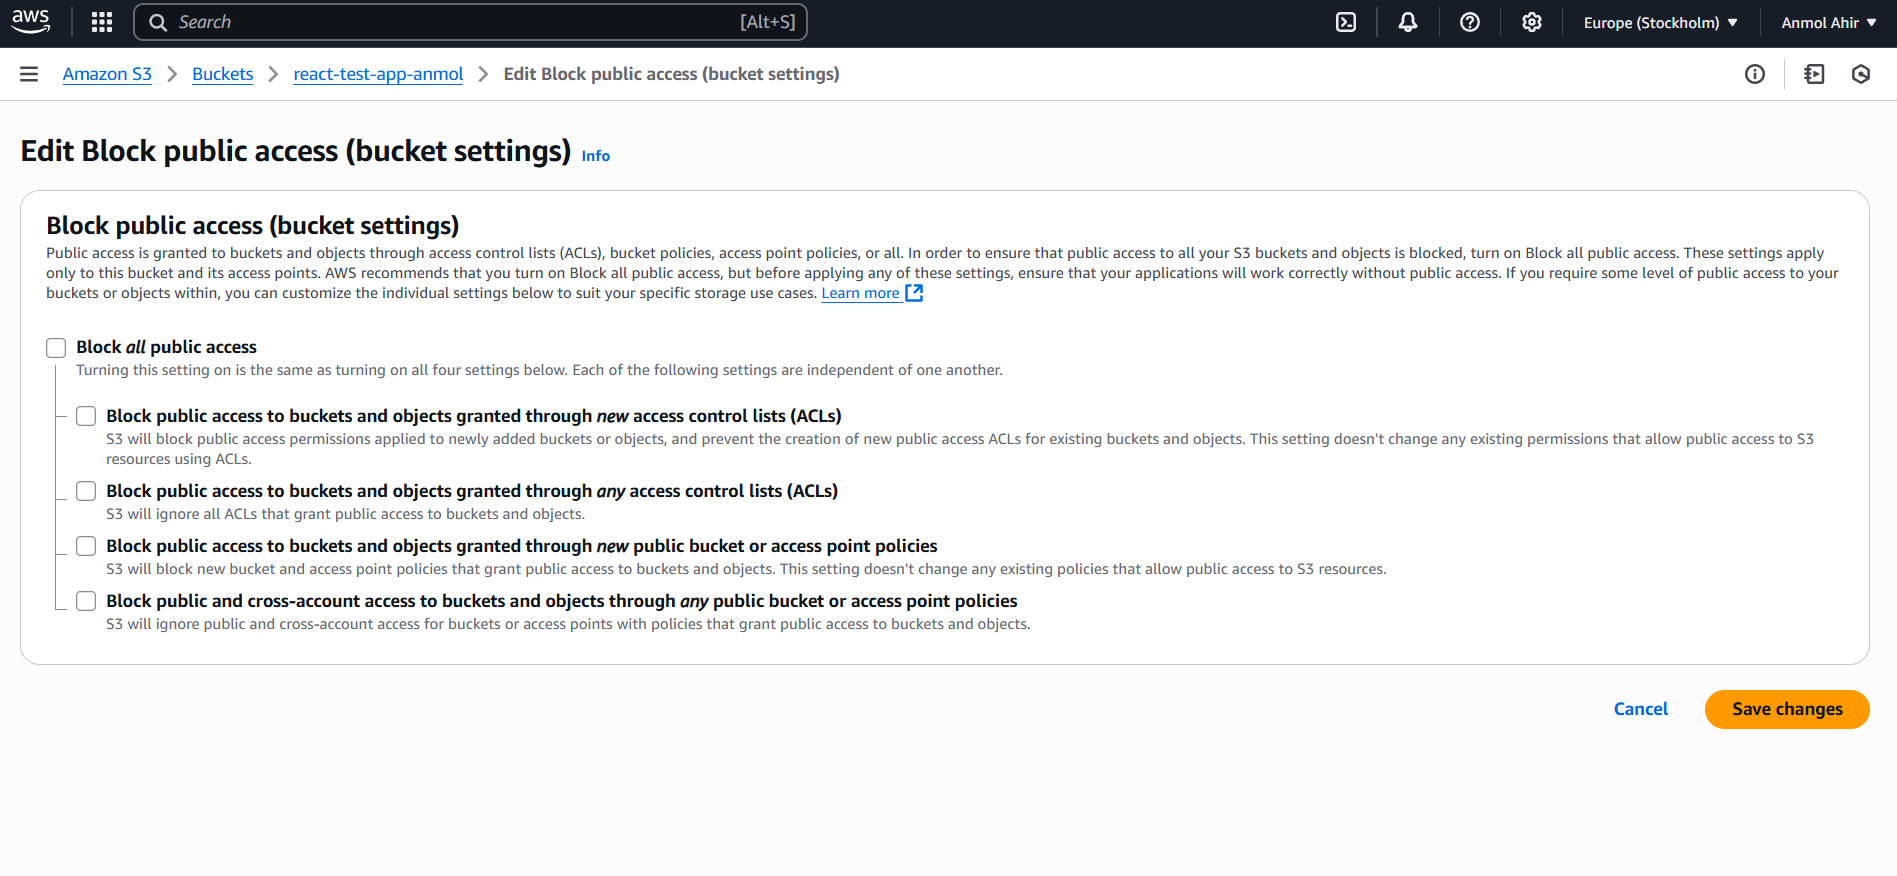 aws
Search [Alt+S] Europe (Stockholm) Anmol Ahir
Amazon S3 Buckets react-test-app-anmol Edit Block public access (bucket settings)
Edit Block public access (bucket settings) Info
Block public access (bucket settings)
Public access is granted to buckets and objects through access control lists (ACLs), bucket policies, access point policies, or all. In order to ensure that public access to all your S3 buckets and objects is blocked, turn on Block all public access. These settings apply
only to this bucket and its access points. AWS recommends that you turn on Block all public access, but before applying any of these settings, ensure that your applications will work correctly without public access. If you require some level of public access to your
buckets or objects within, you can customize the individual settings below to suit your specific storage use cases. Learn more
Block all public access
Turning this setting on is the same as turning on all four settings below. Each of the following settings are independent of one another.
Block public access to buckets and objects granted through new access control lists (ACLs)
S3 will block public access permissions applied to newly added buckets or objects, and prevent the creation of new public access ACLs for existing buckets and objects. This setting doesn't change any existing permissions that allow public access to S3
resources using ACLs.
Block public access to buckets and objects granted through any access control lists (ACLs)
S3 will ignore all ACLs that grant public access to buckets and objects.
Block public access to buckets and objects granted through new public bucket or access point policies
S3 will block new bucket and access point policies that grant public access to buckets and objects. This setting doesn't change any existing policies that allow public access to S3 resources.
Block public and cross-account access to buckets and objects through any public bucket or access point policies
S3 will ignore public and cross-account access for buckets or access points with policies that grant public access to buckets and objects.
Cancel Save changes